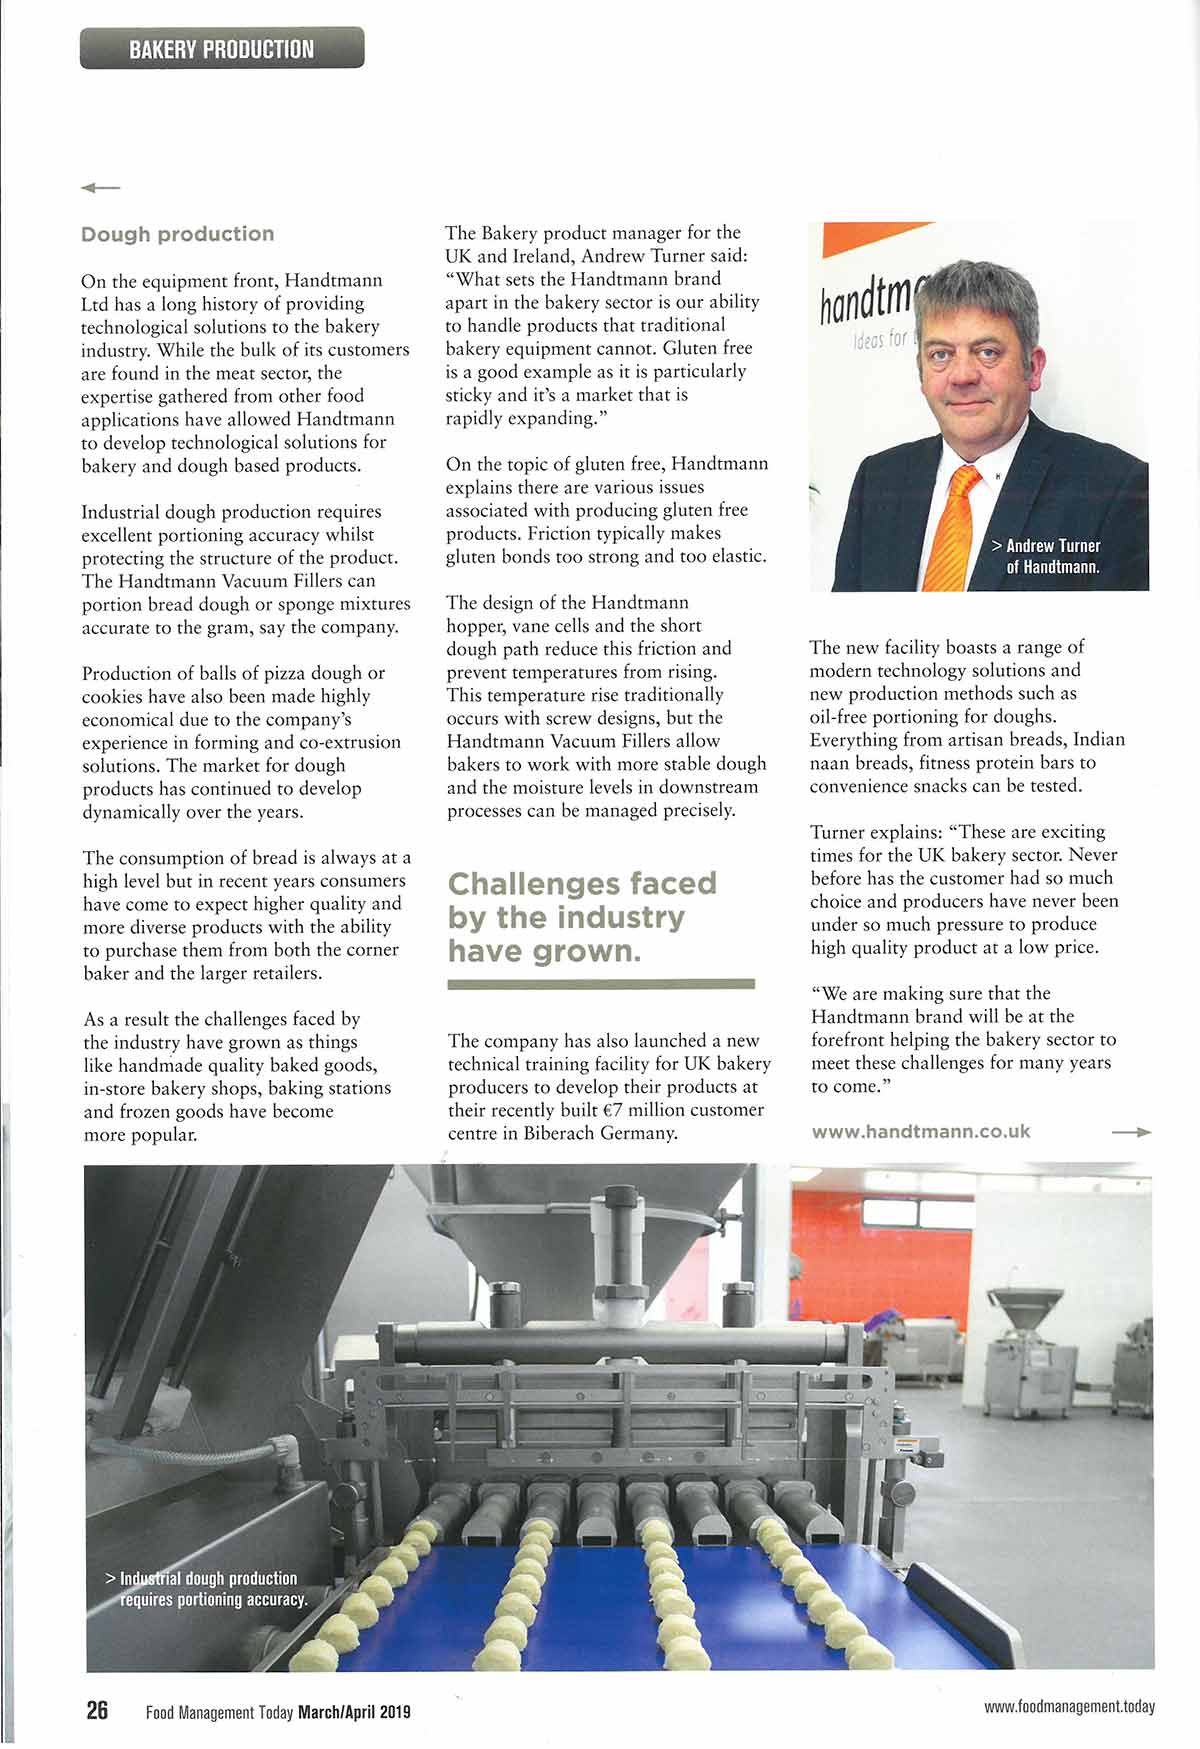 BAKERY PRODUCTION
Dough production
On the equipment front, Handtmann
Ltd has a long history of providing
technological solutions to the bakery
industry. While the bulk of its customers
are found in the meat sector, the
expertise gathered from other food
applications have allowed Handtmann
to develop technological solutions for
bakery and dough based products.
Industrial dough production requires
excellent portioning accuracy whilst
protecting the structure of the product.
The Handtmann Vacuum Fillers can
portion bread dough or sponge mixtures
accurate to the gram, say the company.
Production of balls of pizza dough or
cookies have also been made highly
economical due to the company's
experience in forming and co-extrusion
solutions. The market for dough
products has continued to develop
dynamically over the years.
The consumption of bread is always at a
high level but in recent years consumers
have come to expect higher quality and
more diverse products with the ability
to purchase them from both the corner
baker and the larger retailers.
As a result the challenges faced by
the industry have grown as things
like handmade quality baked goods,
in-store bakery shops, baking stations
and frozen goods have become
more popular.
The Bakery product manager for the
UK and Ireland, Andrew Turner said:
“What sets the Handtmann brand
apart in the bakery sector is our ability
to handle products that traditional
bakery equipment cannot. Gluten free
is a good example as it is particularly
sticky and it's a market that is
rapidly expanding.”
On the topic of gluten free, Handtmann
explains there are various issues
associated with producing gluten free
products. Friction typically makes
gluten bonds too strong and too elastic.
The design of the Handtmann
hopper, vane cells and the short
dough path reduce this friction and
prevent temperatures from rising.
This temperature rise traditionally
occurs with screw designs, but the
Handtmann Vacuum Fillers allow
bakers to work with more stable dough
and the moisture levels in downstream
processes can be managed precisely.
Challenges faced
by the industry
have grown.
The company has also launched a new
technical training facility for UK bakery
producers to develop their products at
their recently built €7 million customer
centre in Biberach Germany.
handtm
Ideas for
> Andrew Turner
of Handtmann.
The new facility boasts a range of
modern technology solutions and
new production methods such as
oil-free portioning for doughs.
Everything from artisan breads, Indian
naan breads, fitness protein bars to
convenience snacks can be tested.
Turner explains: “These are exciting
times for the UK bakery sector. Never
before has the customer had so much
choice and producers have never been
under so much pressure to produce
high quality product at a low price.
“We are making sure that the
Handtmann brand will be at the
forefront helping the bakery sector to
meet these challenges for many years
to come.”
www.handtmann.co.uk
> Industrial dough production
requires portioning accuracy.
26 Food Management Today March/April 2019
www.foodmanagement.today